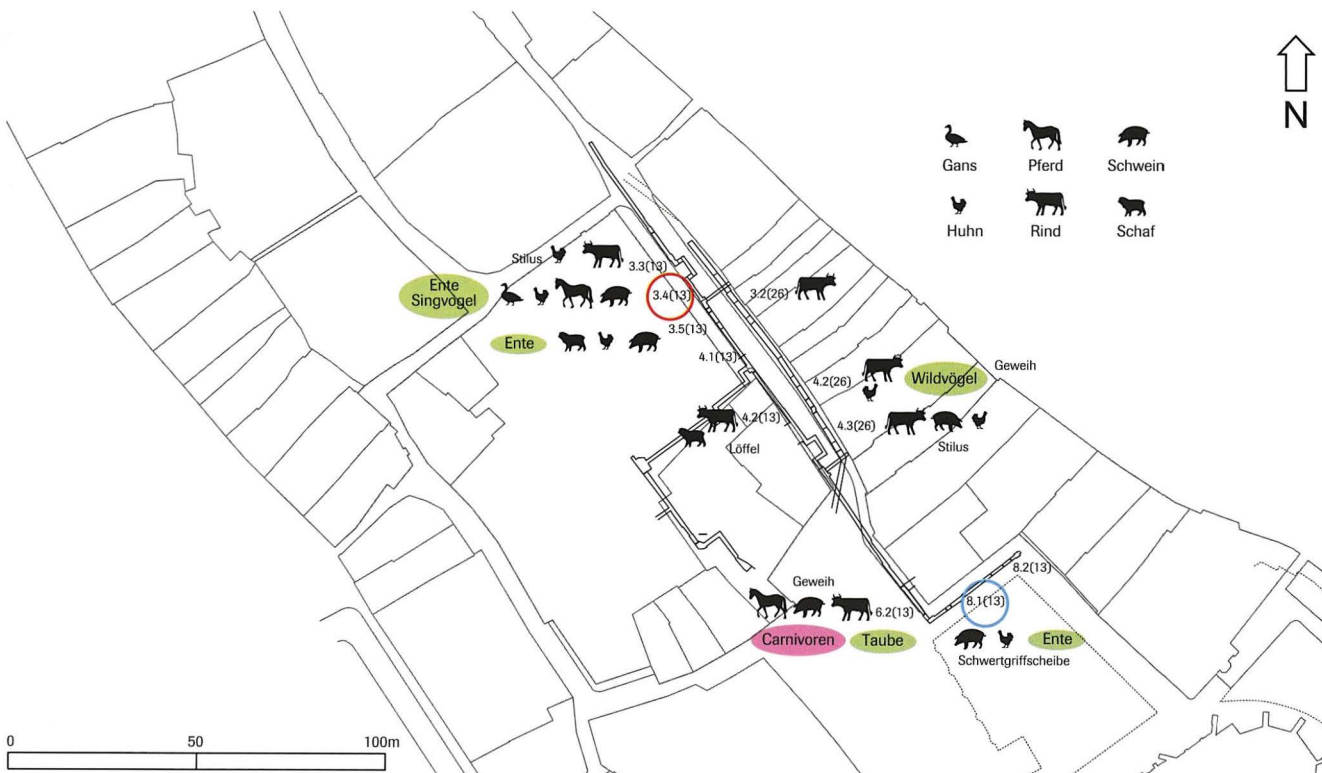 N
Gans Pferd Schwein
Huhn Rind Schaf
Stilus
3.3(13)
Ente
Singvögel
3.4(13)
3.2(26)
3.5(13)
Ente
4.1(13)
4.2(26)
Wildvögel
Geweih
4.2(13)
Löffel
4.3(26)
Stilus
8.2(13)
Geweih
6.2(13)
8.1(13)
Carnivoren
Taube
Ente
Schwertgriffscheibe
0 50 100m